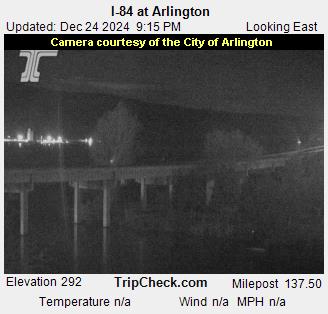 I-84 at Arlington
Updated: Dec 24 2024 9:15 PM Looking East
Camera courtesy of the City of Arlington
Elevation 292 TripCheck.com Milepost 137.50
Temperature n/a Wind n/a MPH n/a